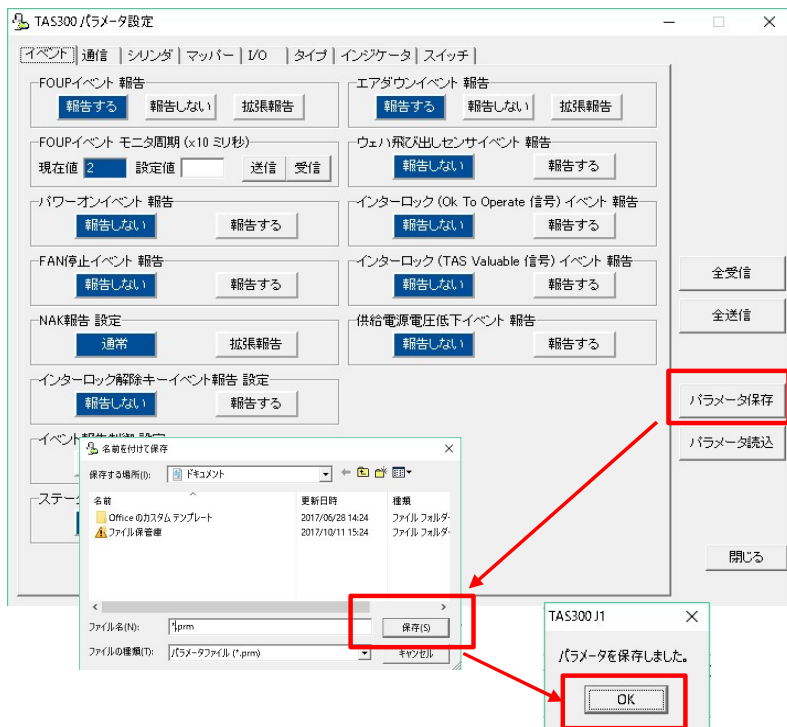 TAS300 パラメータ設定
イベント 通信 シリンダ マッパー I/O タイプ インジケータ スイッチ
FOUPイベント 報告
報告する 報告しない 拡張報告
エアダウンイベント 報告
報告する 報告しない 拡張報告
FOUPイベント モニタ周期 (x10 ミリ秒)
現在値 2 設定値 送信 受信
ウェハ飛び出しセンサイベント 報告
報告しない 報告する
パワーオンイベント 報告
報告しない 報告する
インターロック (Ok To Operate 信号) イベント 報告
報告しない 報告する
FAN停止イベント 報告
報告しない 報告する
インターロック (TAS Valuable 信号) イベント 報告
報告しない 報告する
NAK報告 設定
通常 拡張報告
供給電源電圧低下イベント 報告
報告しない 報告する
インターロック解除キーイベント報告 設定
報告しない 報告する
全受信
全送信
パラメータ保存
パラメータ読込
閉じる
イベント
ステー
名前を付けて保存
保存する場所(I): ドキュメント
名前 更新日時 種類
Office のカスタム テンプレート 2017/06/28 14:24 ファイル フォルダー
ファイル保管庫 2017/10/11 15:24 ファイル フォルダー
ファイル名(N): *.prm 保存(S)
ファイルの種類(T): パラメータファイル (*.prm) キャンセル
TAS300 J1
パラメータを保存しました。
OK